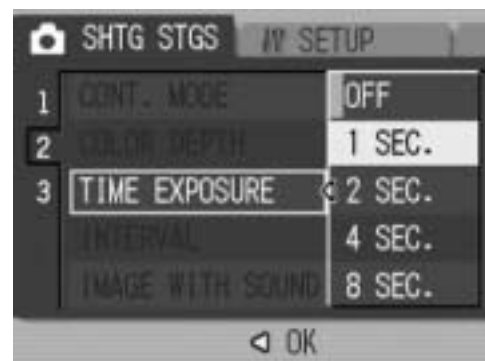 SHTG STGS SETUP
1 CONT. MODE OFF
2 COLOR DEPTH 1 SEC.
3 TIME EXPOSURE 2 SEC.
INTERVAL 4 SEC.
IMAGE WITH SOUND 8 SEC.
OK